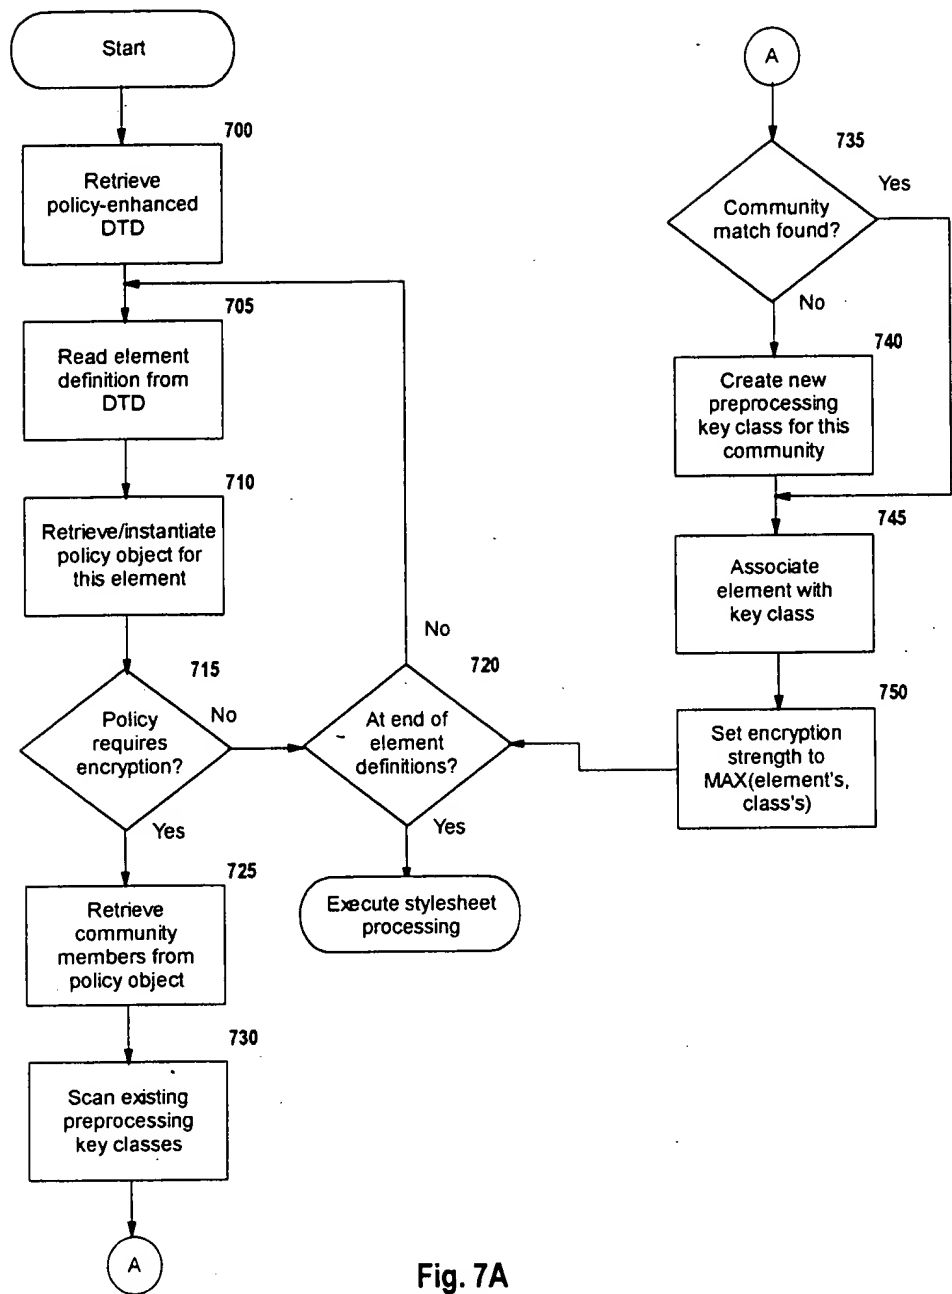 Start
700
Retrieve
policy-enhanced
DTD
705
Read element
definition from
DTD
710
Retrieve/instantiate
policy object for
this element
715
Policy
requires
encryption?
No
Yes
720
At end of
element
definitions?
No
Yes
Execute stylesheet
processing
725
Retrieve
community
members from
policy object
730
Scan existing
preprocessing
key classes
A
A
735
Community
match found?
Yes
No
740
Create new
preprocessing
key class for this
community
745
Associate
element with
key class
750
Set encryption
strength to
MAX(element's,
class's)
Fig. 7A